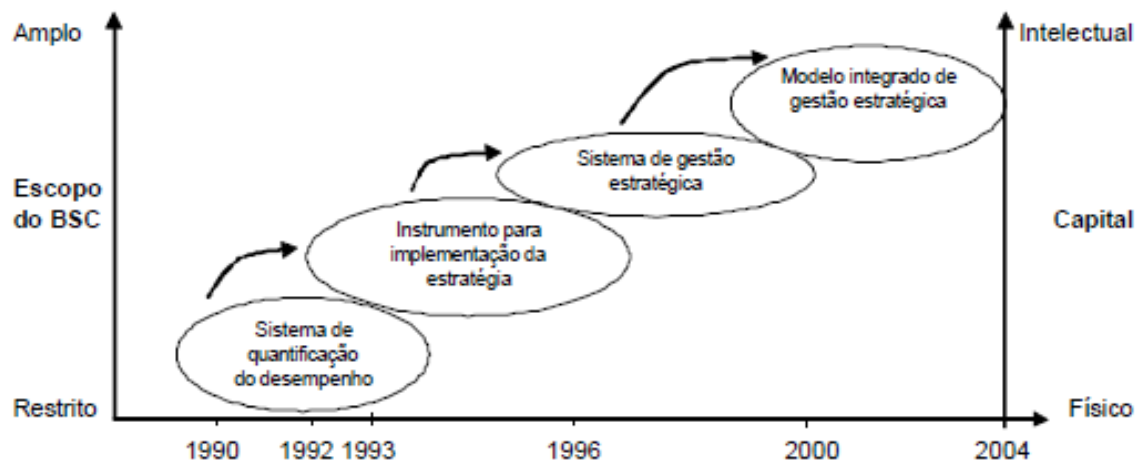 Amplo
Intelectual
Modelo integrado de
gestão estratégica
Sistema de gestão
estratégica
Escopo
do BSC
Capital
Instrumento para
implementação da
estratégia
Sistema de
quantificação
do desempenho
Restrito
Físico
1990 1992 1993 1996 2000 2004